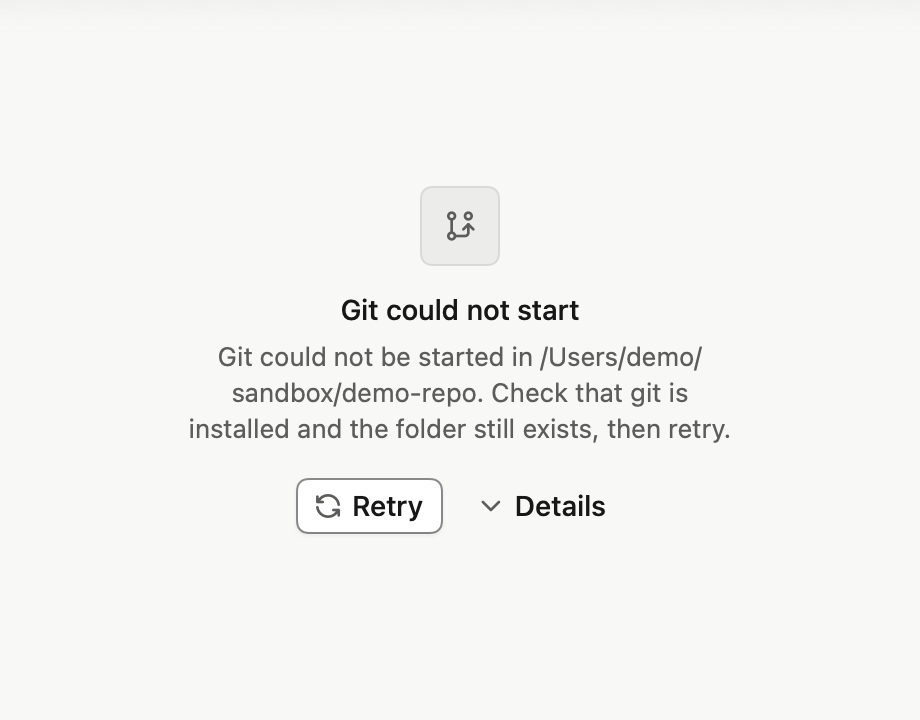 Git could not start
Git could not be started in /Users/demo/
sandbox/demo-repo. Check that git is
installed and the folder still exists, then retry.
Retry
Details